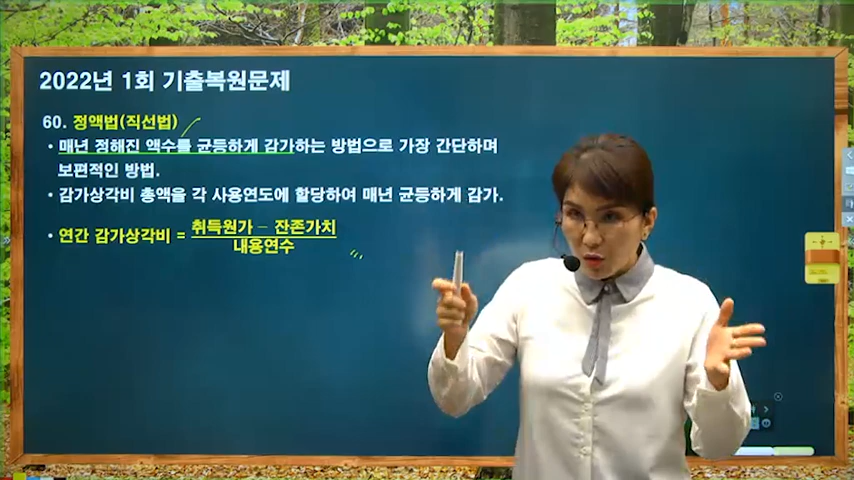 2022년 1회 기출복원문제
60. 정액법(직선법)
• 매년 정해진 액수를 균등하게 감가하는 방법으로 가장 간단하며
보편적인 방법.
• 감가상각비 총액을 각 사용연도에 할당하여 매년 균등하게 감가.
• 연간 감가상각비 = 취득원가 – 잔존가치
내용연수